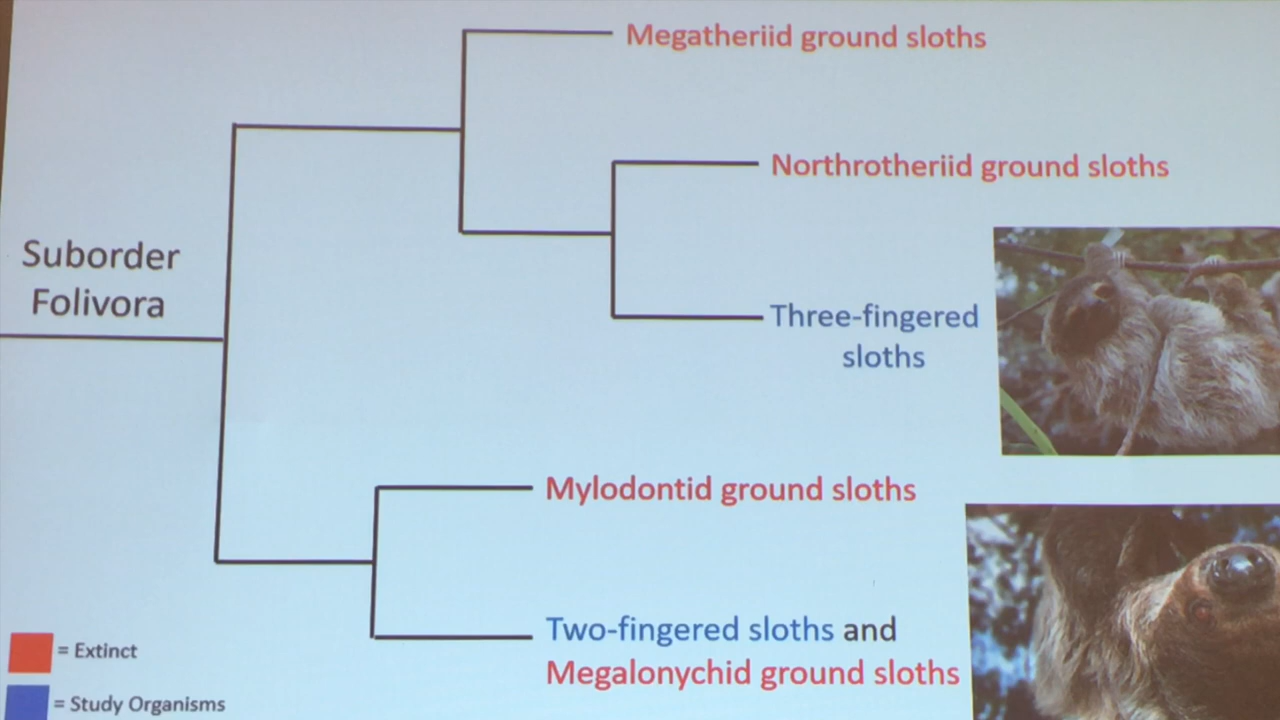 Megatheriid ground sloths
Northrotheriid ground sloths
Suborder
Folivora
Three-fingered
sloths
Mylodontid ground sloths
Two-fingered sloths and
Megalonychid ground sloths
= Extinct
= Study Organisms